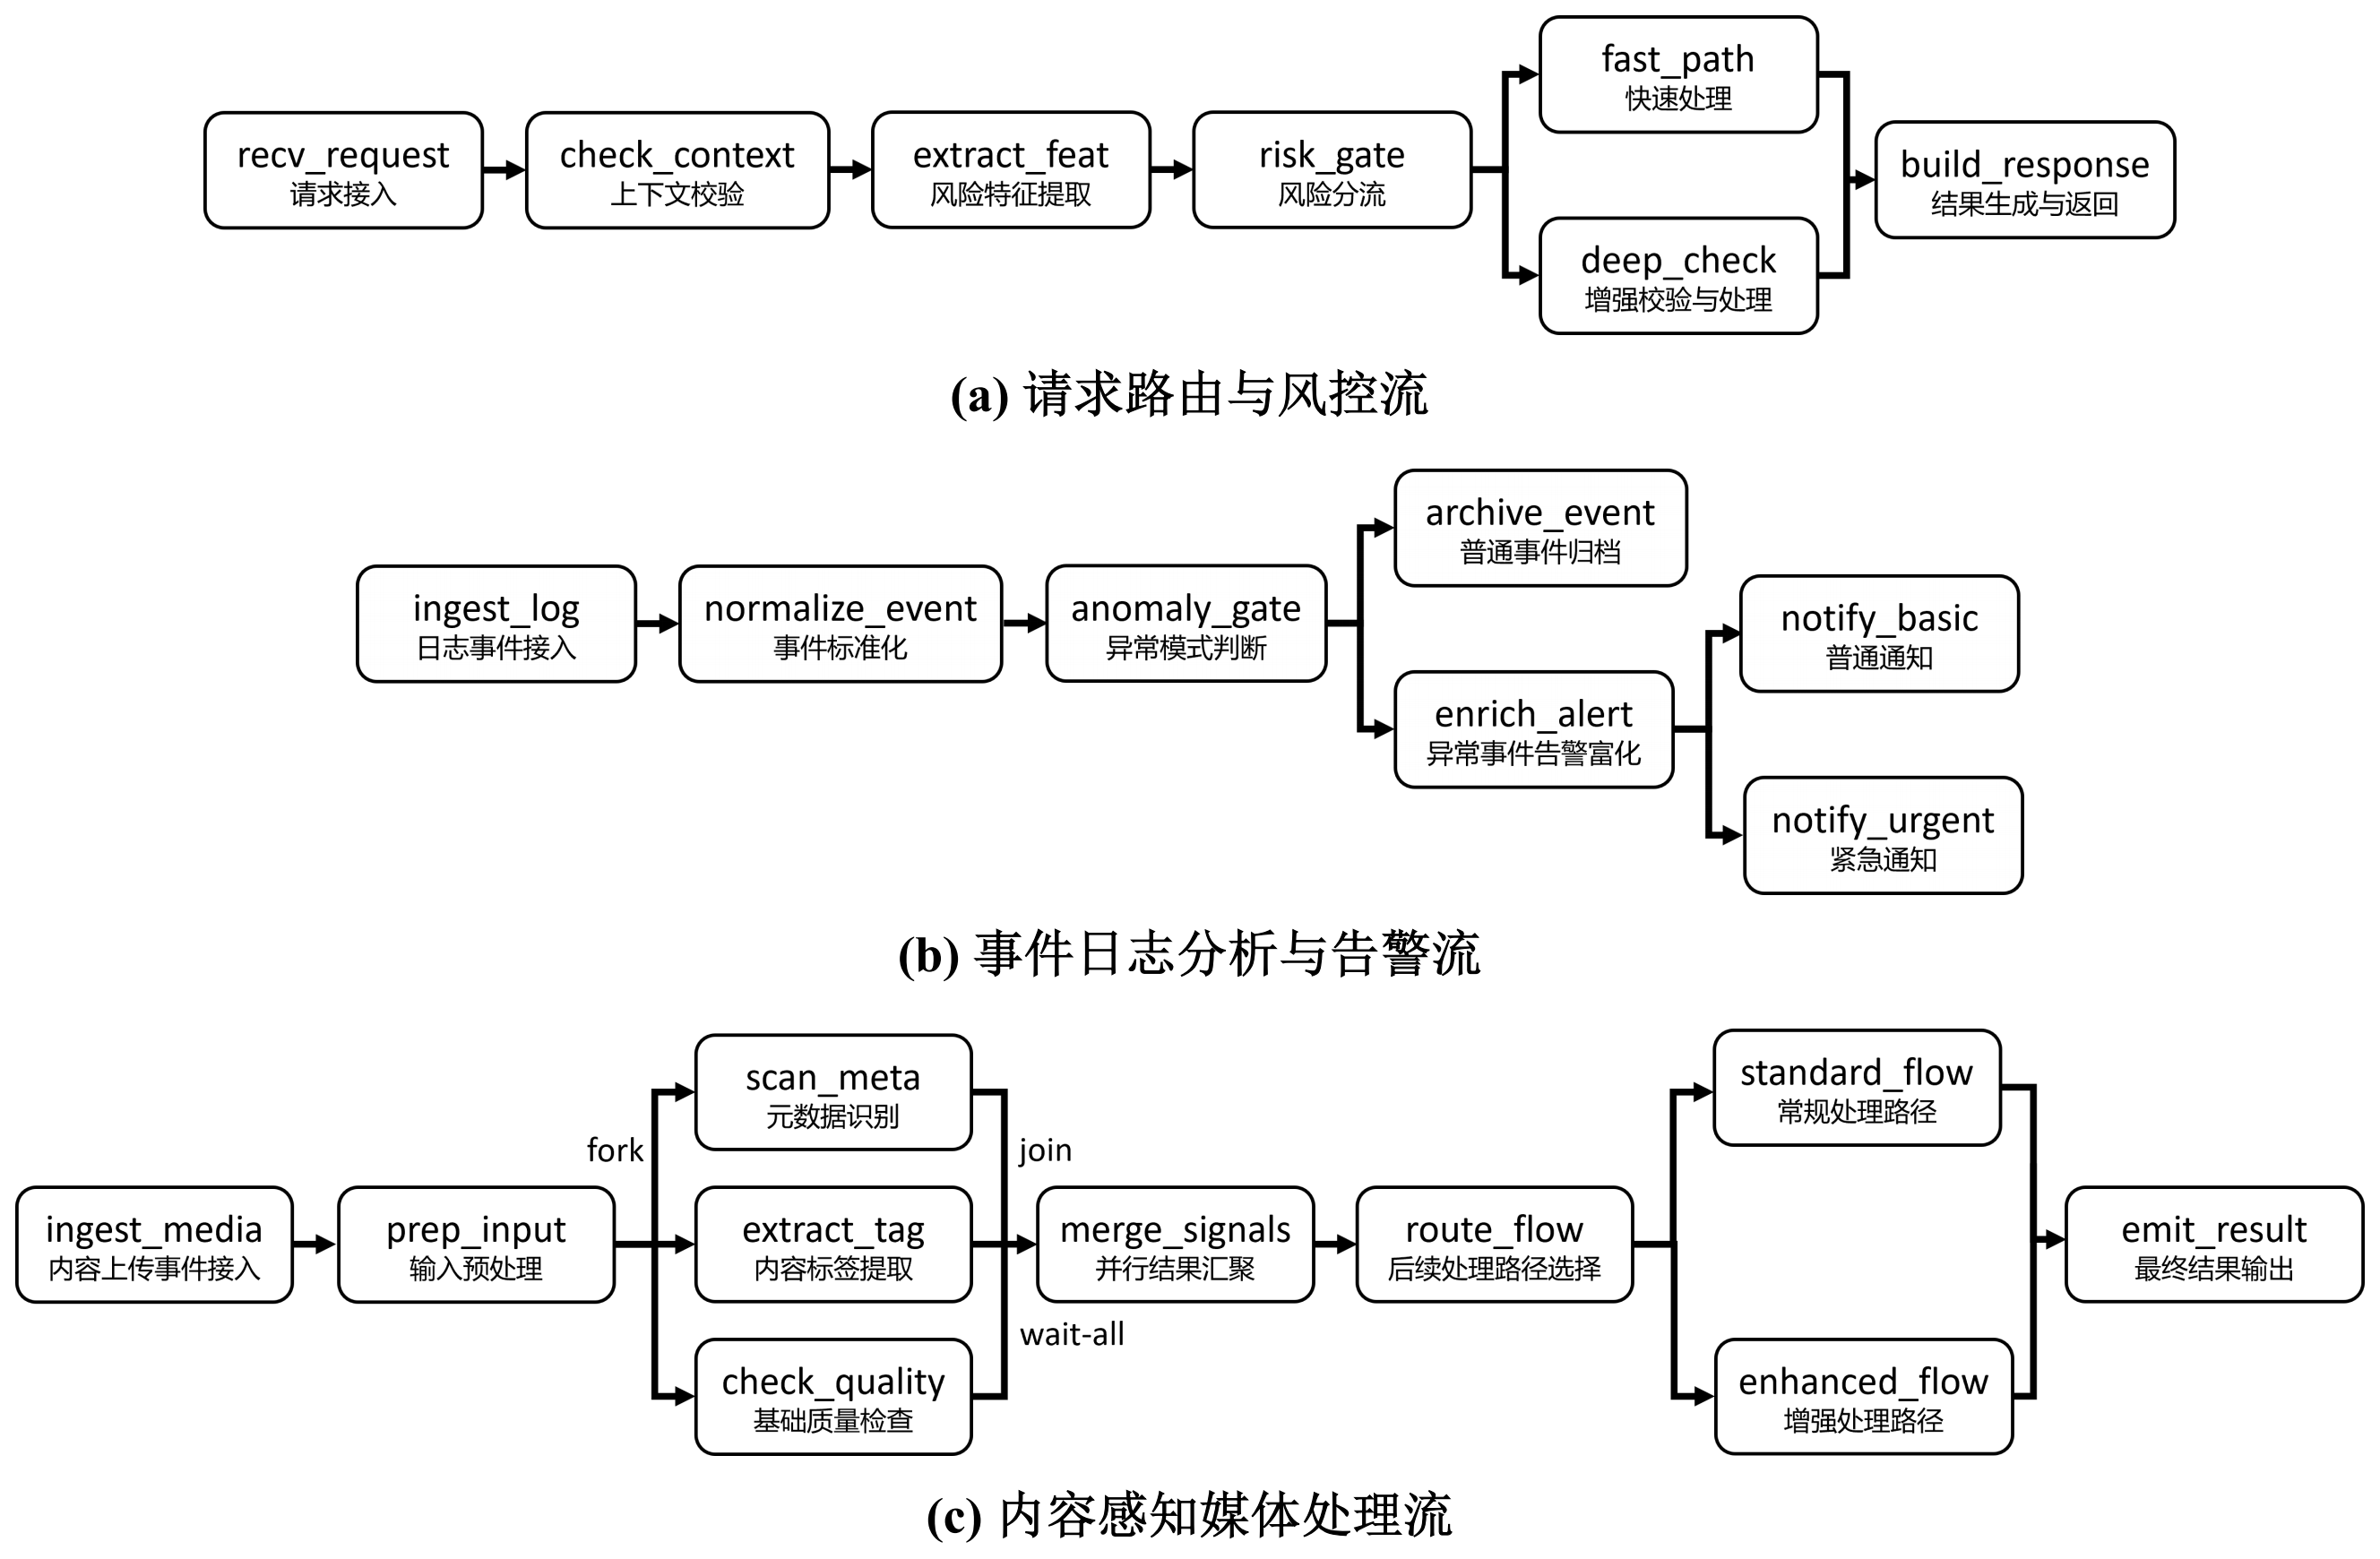 recv_request
请求接入
check_context
上下文校验
extract_feat
风险特征提取
risk_gate
风险分流
fast_path
快速处理
deep_check
增强校验与处理
build_response
结果生成与返回
(a) 请求路由与风控流
ingest_log
日志事件接入
normalize_event
事件标准化
anomaly_gate
异常模式判断
archive_event
普通事件归档
enrich_alert
异常事件告警富化
notify_basic
普通通知
notify_urgent
紧急通知
(b) 事件日志分析与告警流
ingest_media
内容上传事件接入
prep_input
输入预处理
fork
scan_meta
元数据识别
extract_tag
内容标签提取
check_quality
基础质量检查
join
wait-all
merge_signals
并行结果汇聚
route_flow
后续处理路径选择
standard_flow
常规处理路径
enhanced_flow
增强处理路径
emit_result
最终结果输出
(c) 内容感知媒体处理流